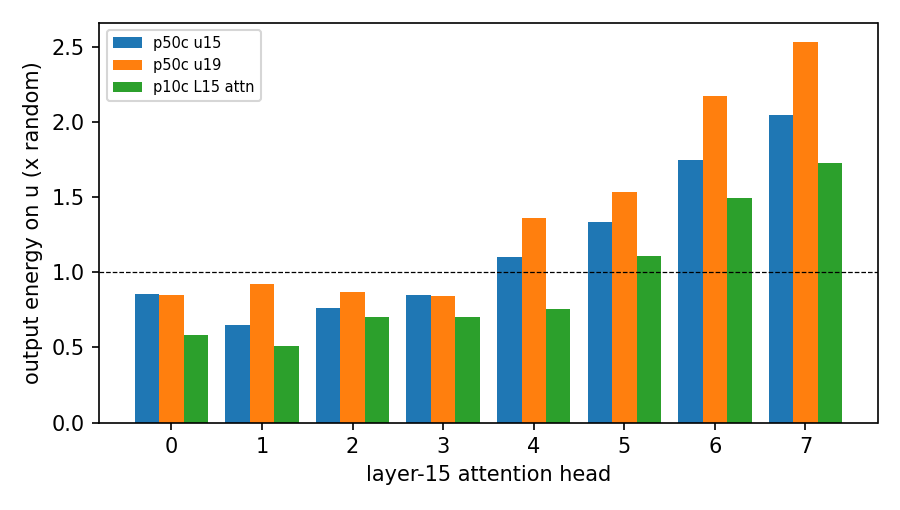 p50c u15
p50c u19
p10c L15 attn
output energy on u (x random)
2.5
2.0
1.5
1.0
0.5
0.0
0 1 2 3 4 5 6 7
layer-15 attention head